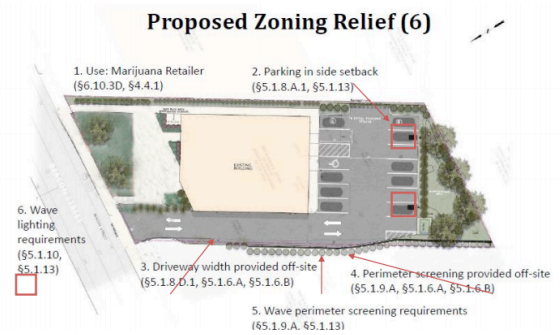 Proposed Zoning Relief (6)
1. Use: Marijuana Retailer
(§6.10.3D, §4.4.1)
2. Parking in side setback
(§5.1.8.A.1, §5.1.13)
6. Wave
lighting
requirements
(§5.1.10,
§5.1.13)
3. Driveway width provided off-site
(§5.1.8.D.1, §5.1.6.A, §5.1.6.B)
4. Perimeter screening provided off-site
(§5.1.9.A, §5.1.6.A, §5.1.6.B)
5. Wave perimeter screening requirements
(§5.1.9.A, §5.1.13)